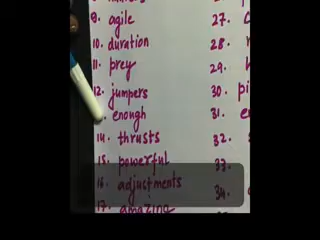 9. agile
10. duration
11. prey
12. jumpers
enough
14. thrusts
15. powerful
16. adjustments
17. amazing
27.
28.
29.
30. pi
31. e
32.
33.
34.